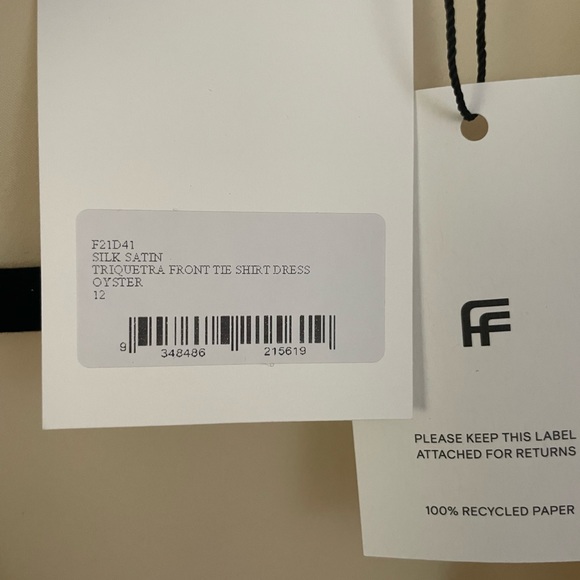 F21D41
SILK SATIN
TRIQUETRA FRONT TIE SHIRT DRESS
OYSTER
12
9 348486 215619
FF
PLEASE KEEP THIS LABEL
ATTACHED FOR RETURNS
100% RECYCLED PAPER